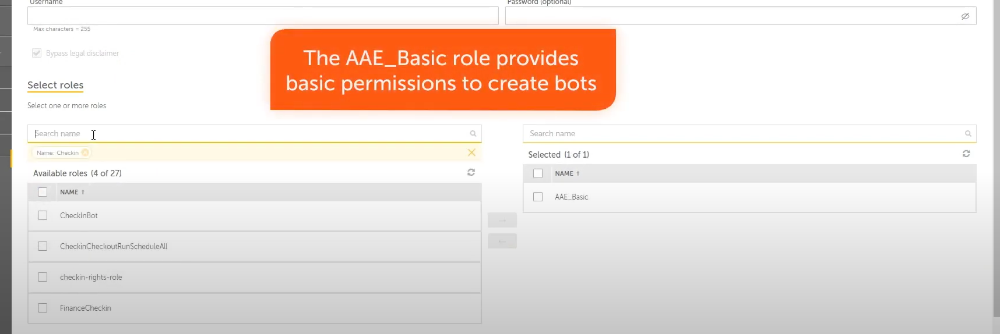 Username
Password (optional)
Max characters = 255
Bypass legal disclaimer
The AAE_Basic role provides
basic permissions to create bots
Select roles
Select one or more roles
Search name
Search name
Name: Checkin
Selected (1 of 1)
Available roles (4 of 27)
NAME ↑
NAME ↑
AAE_Basic
CheckInBot
CheckinCheckoutRunScheduleAll
checkin-rights-role
FinanceCheckin